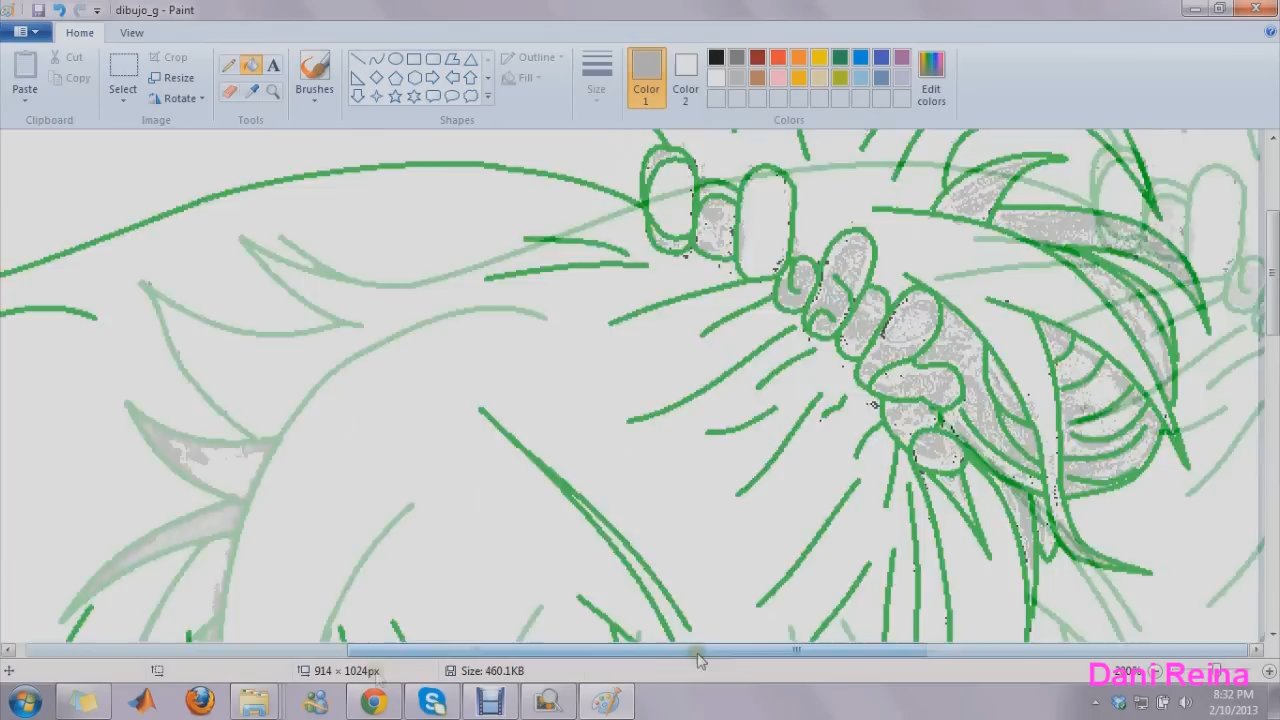 dibujo_g - Paint
Home
View
Paste
Cut
Copy
Clipboard
Select
Crop
Resize
Rotate
Image
A
Tools
Brushes
Shapes
Outline
Fill
Size
Color 1
Color 2
Edit colors
Colors
914 × 1024px
Size: 460.1KB
200%
Dani Reina
8:32 PM
2/10/2013